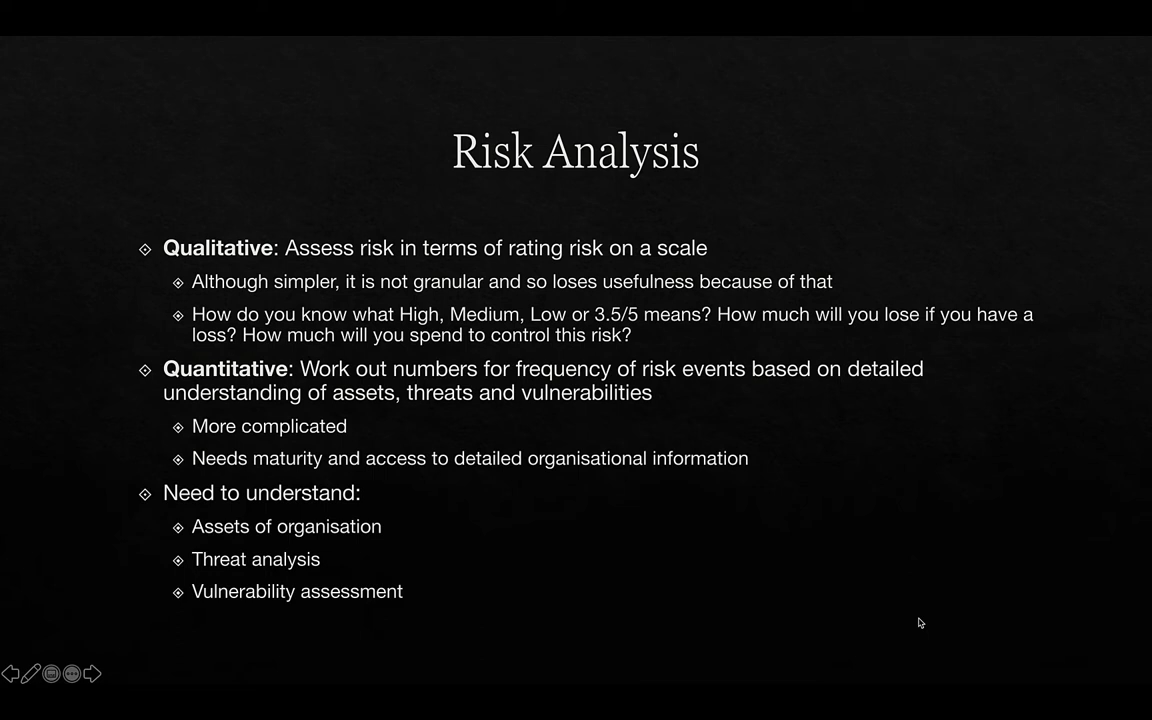 Risk Analysis
Qualitative: Assess risk in terms of rating risk on a scale
Although simpler, it is not granular and so loses usefulness because of that
How do you know what High, Medium, Low or 3.5/5 means? How much will you lose if you have a
loss? How much will you spend to control this risk?
Quantitative: Work out numbers for frequency of risk events based on detailed
understanding of assets, threats and vulnerabilities
More complicated
Needs maturity and access to detailed organisational information
Need to understand:
Assets of organisation
Threat analysis
Vulnerability assessment